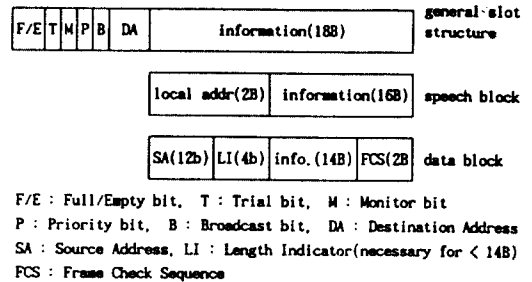 F/E T M P B DA information(18B) general slot structure
local addr(2B) information(16B) speech block
SA(12b) LI(4b) info.(14B) FCS(2B data block
F/E : Full/Empty bit, T : Trial bit, M : Monitor bit
P : Priority bit, B : Broadcast bit, DA : Destination Address
SA : Source Address, LI : Length Indicator(necessary for < 14B)
FCS : Frame Check Sequence